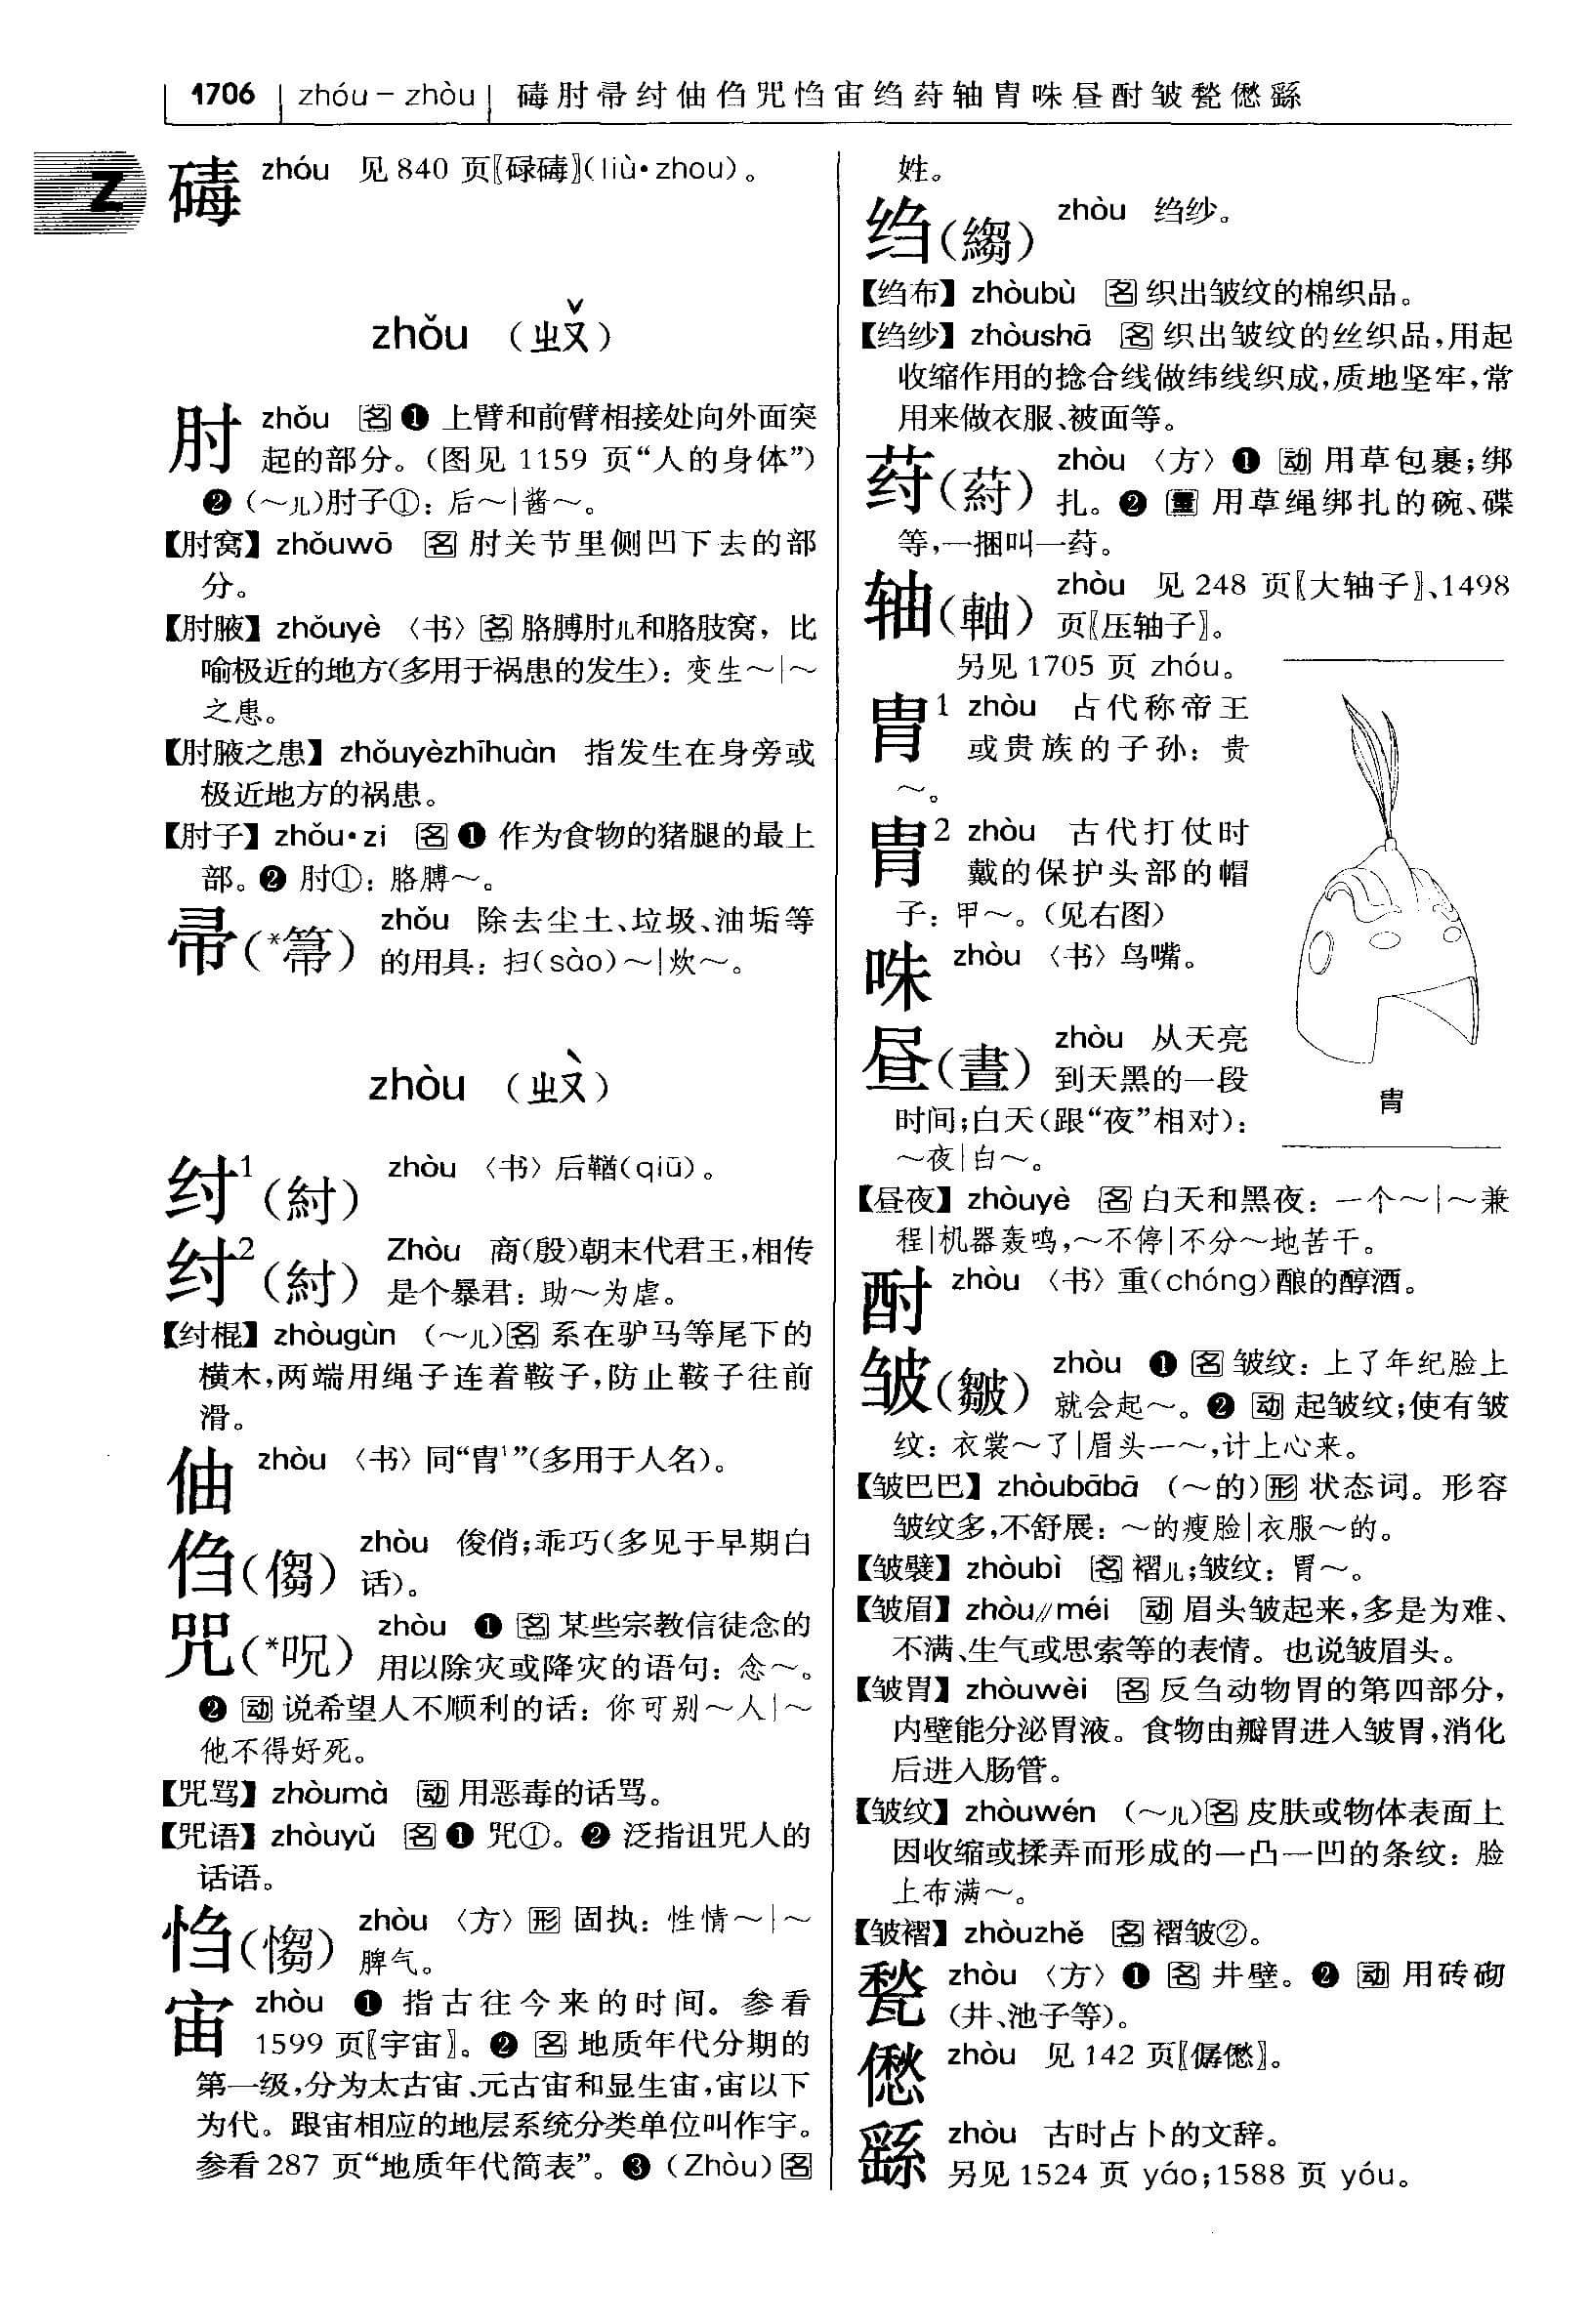 1706 zhóu－zhòu 碡肘帚纣伷㑇咒㤘宙绉荮轴胄咮昼酎皱甃僽繇
Z
碡 zhóu 见 840 页〖碌碡〗(liù·zhou)。
zhǒu （ㄓㄡˇ）
肘 zhǒu 名 ❶ 上臂和前臂相接处向外面突
起的部分。（图见 1159 页“人的身体”）
❷（～儿）肘子①：后～|酱～。
【肘窝】zhǒuwō 名 肘关节里侧凹下去的部
分。
【肘腋】zhǒuyè 〈书〉名 胳膊肘儿和胳肢窝，比
喻极近的地方（多用于祸患的发生）：变生～|～
之患。
【肘腋之患】zhǒuyèzhīhuàn 指发生在身旁或
极近地方的祸患。
【肘子】zhǒu·zi 名 ❶ 作为食物的猪腿的最上
部。❷ 肘①：胳膊～。
帚（*箒） zhǒu 除去尘土、垃圾、油垢等
的用具：扫(sào)～|炊～。
zhòu （ㄓㄡˋ）
纣¹（紂） zhòu 〈书〉后鞧(qiū)。
纣²（紂） Zhòu 商（殷）朝末代君王，相传
是个暴君：助～为虐。
【纣棍】zhòugùn （～儿）名 系在驴马等尾下的
横木，两端用绳子连着鞍子，防止鞍子往前
滑。
伷 zhòu 〈书〉同“胄¹”（多用于人名）。
㑇（㑳） zhòu 俊俏；乖巧（多见于早期白
话）。
咒（*呪） zhòu ❶ 名 某些宗教信徒念的
用以除灾或降灾的语句：念～。
❷ 动 说希望人不顺利的话：你可别～人|～
他不得好死。
【咒骂】zhòumà 动 用恶毒的话骂。
【咒语】zhòuyǔ 名 ❶ 咒①。❷ 泛指诅咒人的
话语。
㤘（㥮） zhòu 〈方〉形 固执：性情～|～
脾气。
宙 zhòu ❶ 指古往今来的时间。参看
1599 页〖宇宙〗。❷ 名 地质年代分期的
第一级，分为太古宙、元古宙和显生宙，宙以下
为代。跟宙相应的地层系统分类单位叫作宇。
参看 287 页“地质年代简表”。❸（Zhòu）名
姓。
绉（縐） zhòu 绉纱。
【绉布】zhòubù 名 织出皱纹的棉织品。
【绉纱】zhòushā 名 织出皱纹的丝织品，用起
收缩作用的捻合线做纬线织成，质地坚牢，常
用来做衣服、被面等。
荮（葤） zhòu 〈方〉❶ 动 用草包裹；绑
扎。❷ 量 用草绳绑扎的碗、碟
等，一捆叫一荮。
轴（軸） zhòu 见 248 页〖大轴子〗、1498
页〖压轴子〗。
另见 1705 页 zhóu。
胄¹ zhòu 古代称帝王
或贵族的子孙：贵
～。
胄² zhòu 古代打仗时
戴的保护头部的帽
子：甲～。（见右图）
胄
咮 zhòu 〈书〉鸟嘴。
昼（晝） zhòu 从天亮
到天黑的一段
时间；白天（跟“夜”相对）：
～夜|白～。
【昼夜】zhòuyè 名 白天和黑夜：一个～|～兼
程|机器轰鸣，～不停|不分～地苦干。
酎 zhòu 〈书〉重(chóng)酿的醇酒。
皱（皺） zhòu ❶ 名 皱纹：上了年纪脸上
就会起～。❷ 动 起皱纹；使有皱
纹：衣裳～了|眉头一～，计上心来。
【皱巴巴】zhòubābā （～的）形 状态词。形容
皱纹多，不舒展：～的瘦脸|衣服～的。
【皱襞】zhòubì 名 褶儿；皱纹：胃～。
【皱眉】zhòu∥méi 动 眉头皱起来，多是为难、
不满、生气或思索等的表情。也说皱眉头。
【皱胃】zhòuwèi 名 反刍动物胃的第四部分，
内壁能分泌胃液。食物由瓣胃进入皱胃，消化
后进入肠管。
【皱纹】zhòuwén （～儿）名 皮肤或物体表面上
因收缩或揉弄而形成的一凸一凹的条纹：脸
上布满～。
【皱褶】zhòuzhě 名 褶皱②。
甃 zhòu 〈方〉❶ 名 井壁。❷ 动 用砖砌
（井、池子等）。
僽 zhòu 见 142 页〖僝僽〗。
繇 zhòu 古时占卜的文辞。
另见 1524 页 yáo；1588 页 yóu。